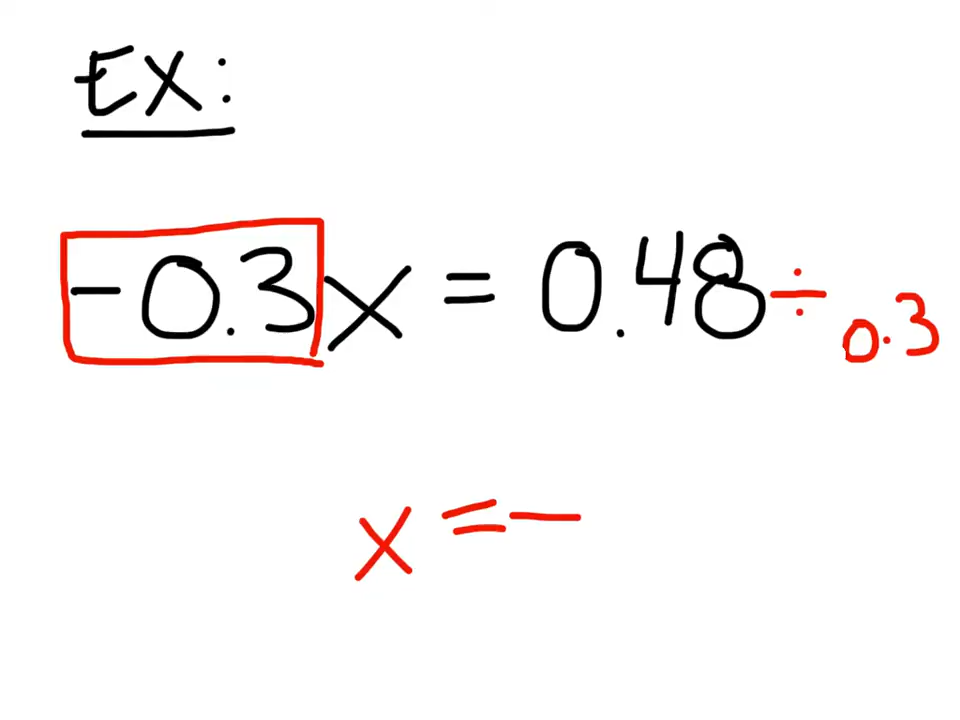 EX:
-0.3x = 0.48 ÷ 0.3
x = -